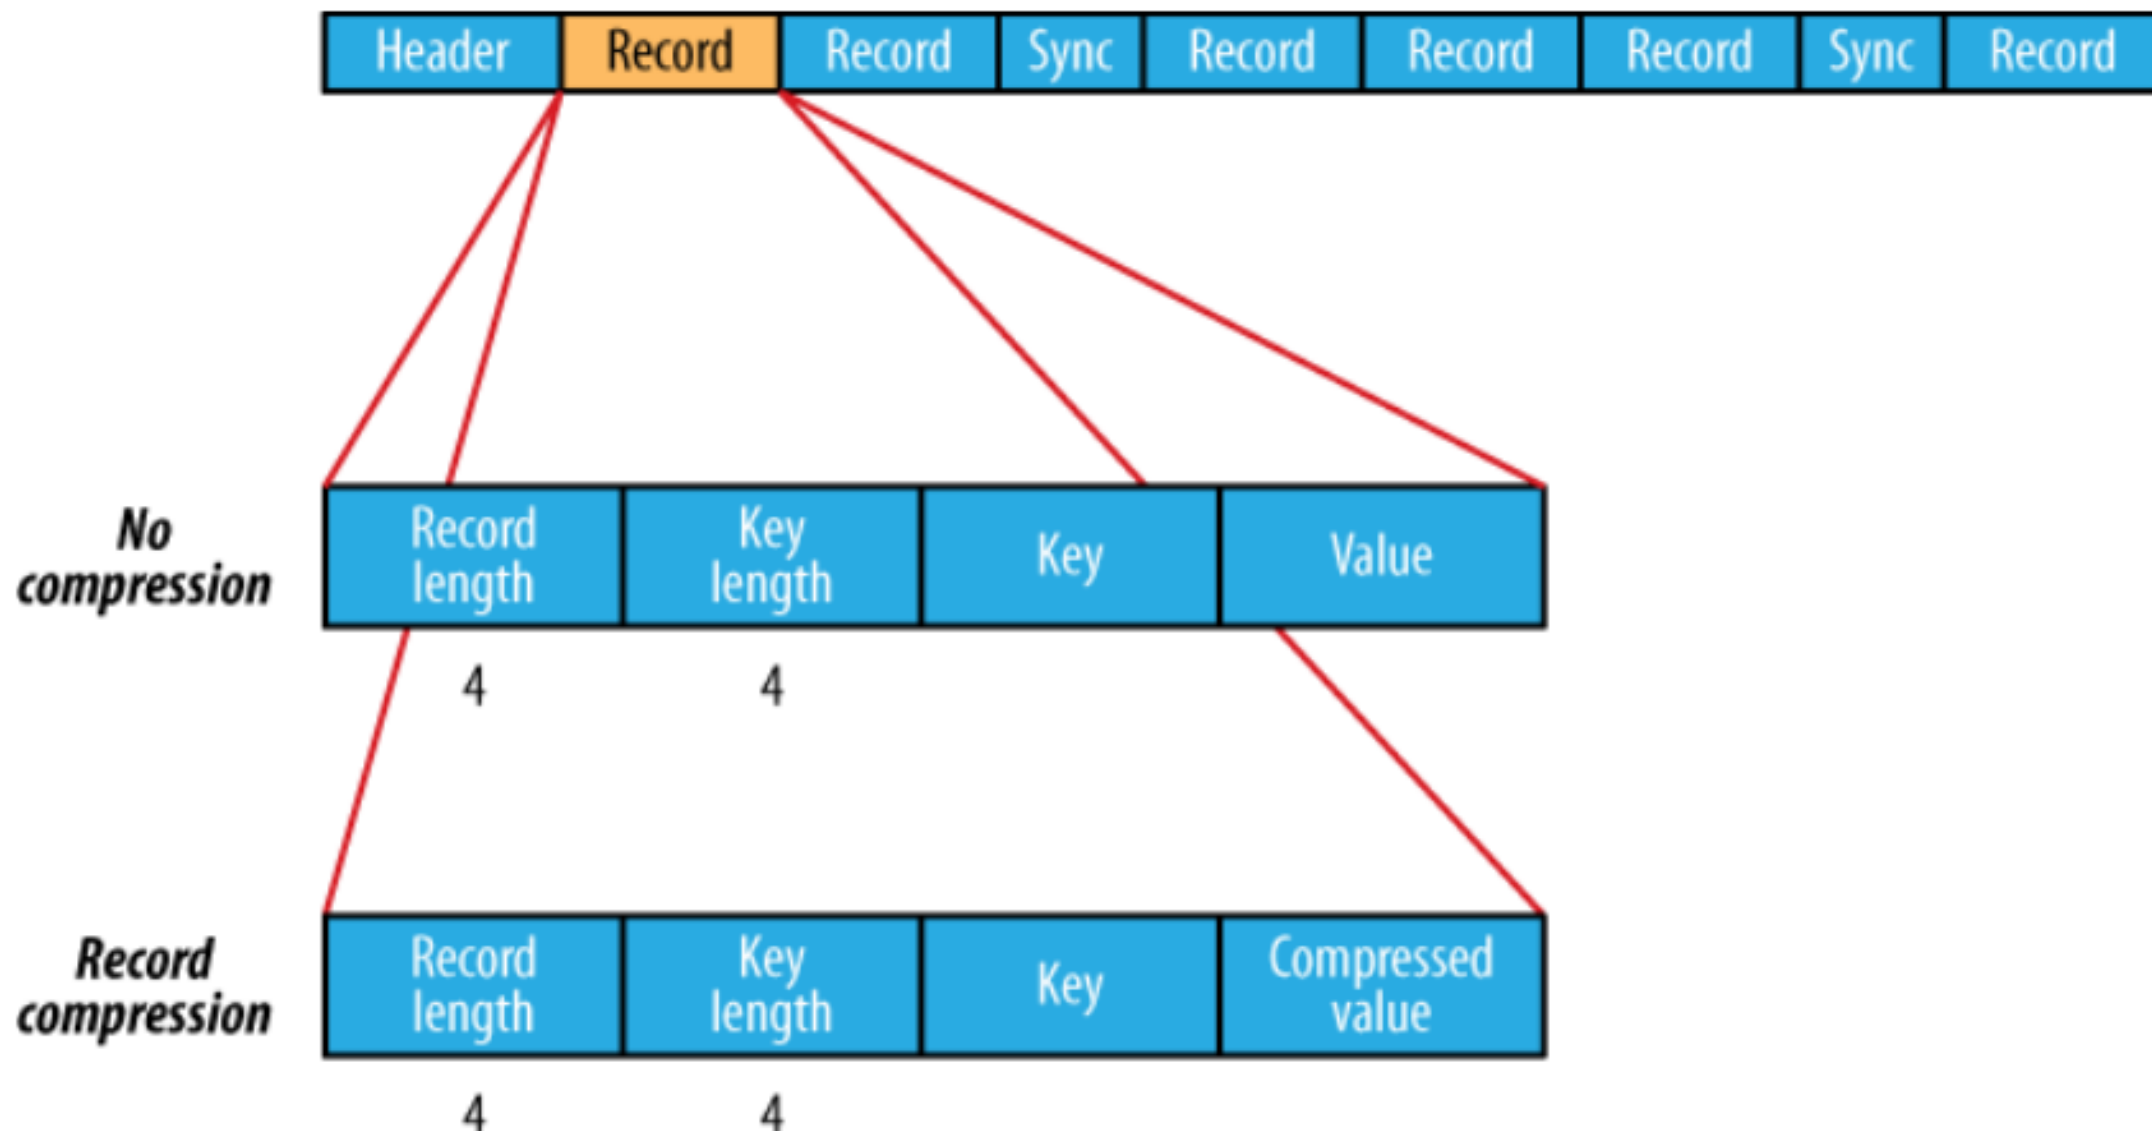 Header Record Record Sync Record Record Record Sync Record
No
compression
Record
length
Key
length
Key
Value
4 4
Record
compression
Record
length
Key
length
Key
Compressed
value
4 4